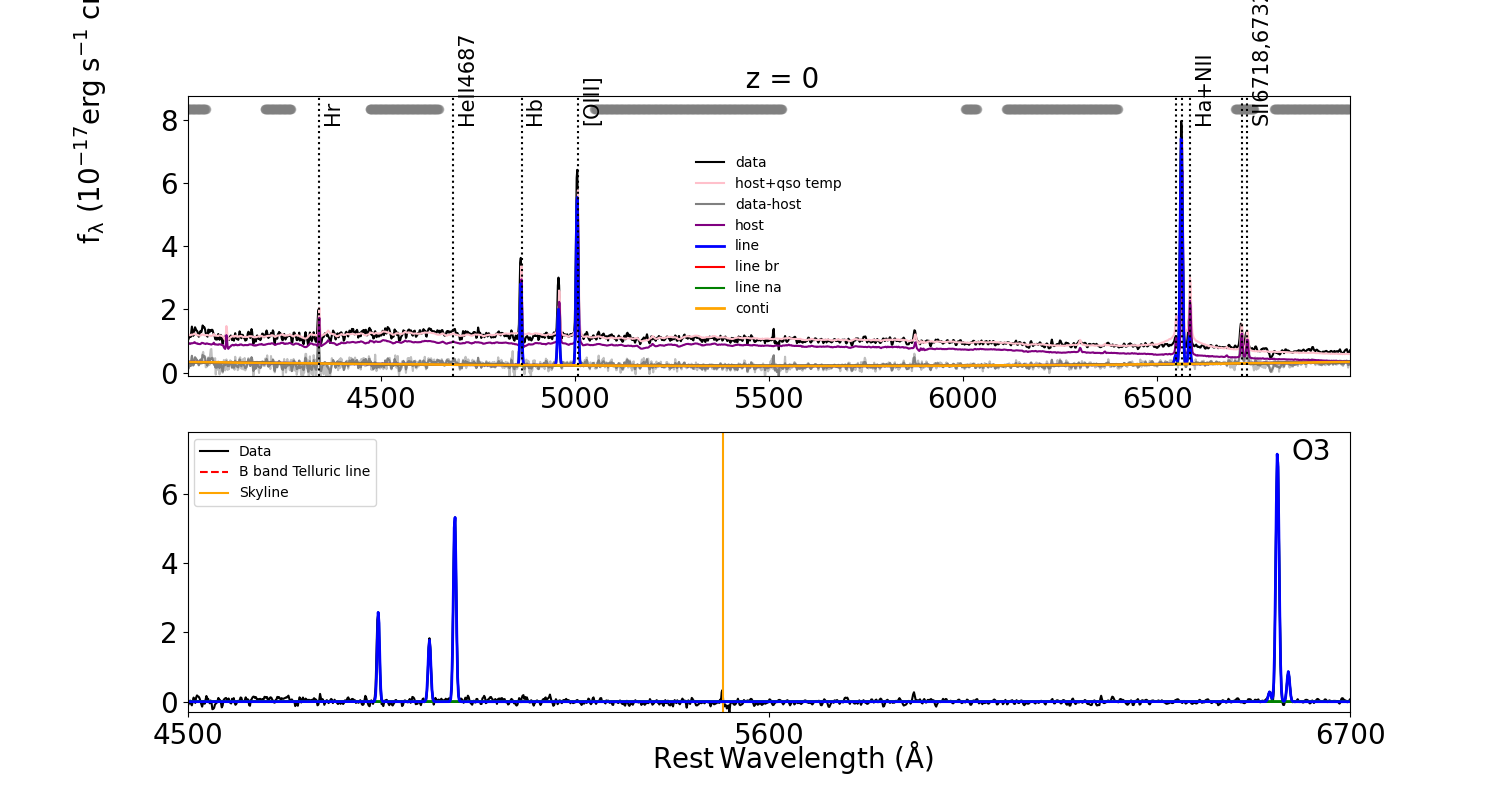 z = 0
f_λ (10^−17 erg s^−1
Hr
HeII4687
Hb
[OIII]
Ha+NII
SII6718,673
8
6
4
2
0
data
host+qso temp
data-host
host
line
line br
line na
conti
4500 5000 5500 6000 6500
Data
B band Telluric line
Skyline
O3
6
4
2
0
4500 5600 6700
Rest Wavelength (Å)